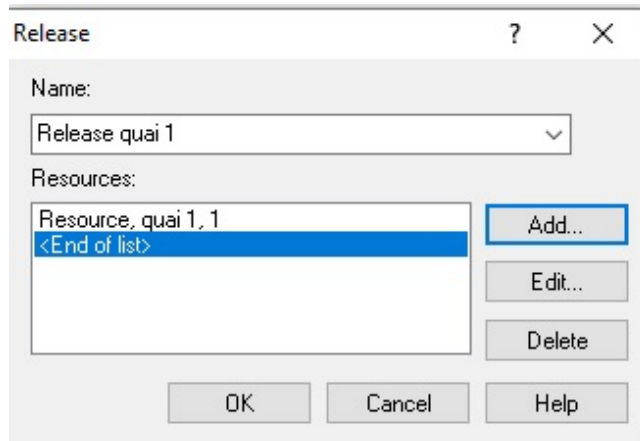 Release ? X
Name:
Release quai 1
Resources:
Resource, quai 1, 1
<End of list>
Add...
Edit...
Delete
OK Cancel Help